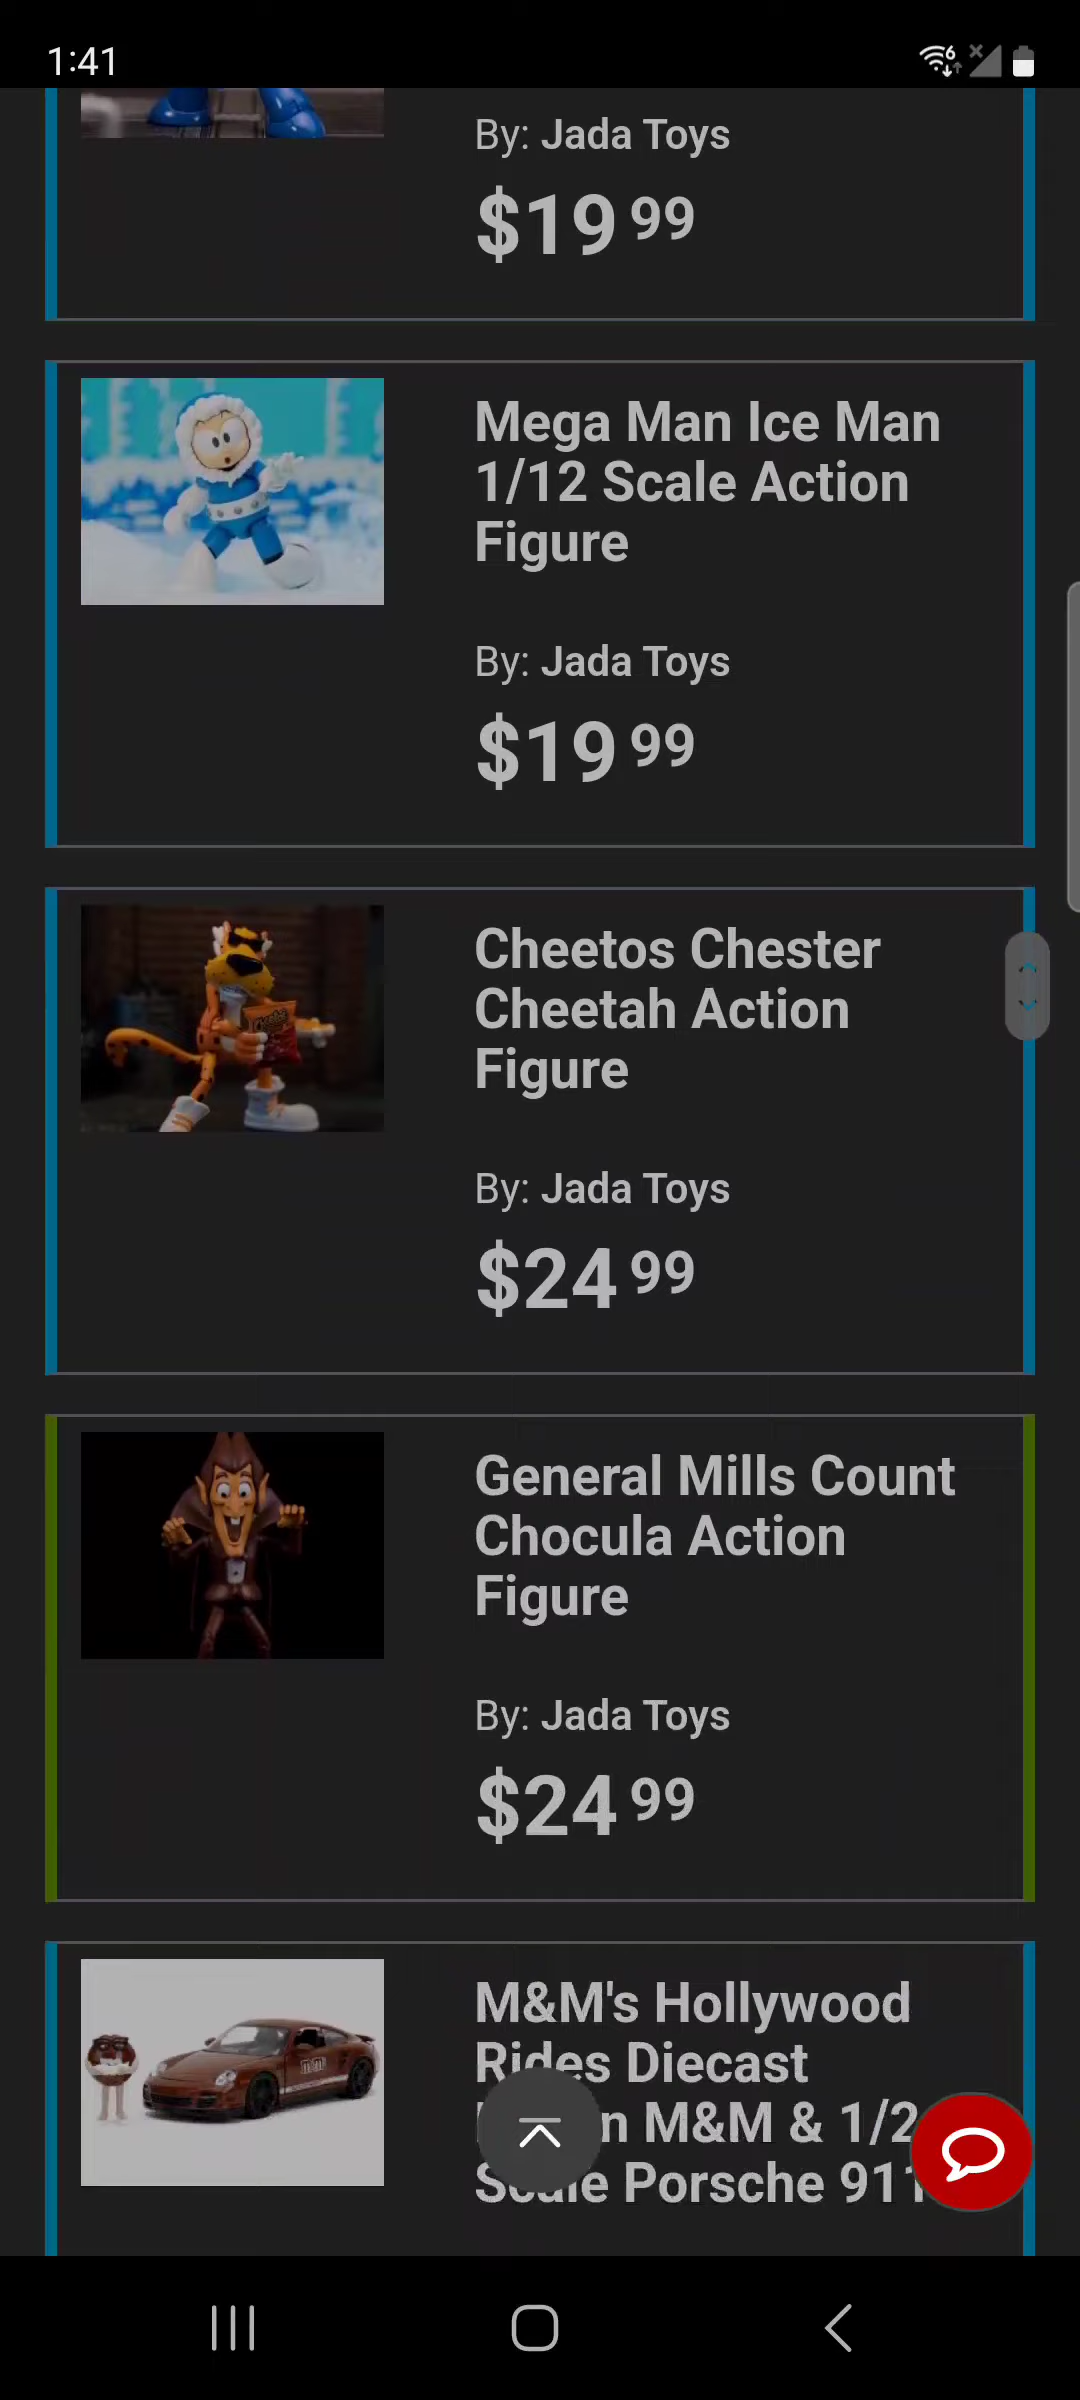 1:41
By: Jada Toys
$19 99
Mega Man Ice Man
1/12 Scale Action
Figure
By: Jada Toys
$19 99
Cheetos Chester
Cheetah Action
Figure
By: Jada Toys
$24 99
General Mills Count
Chocula Action
Figure
By: Jada Toys
$24 99
M&M's Hollywood
Rides Diecast
M&M & 1/2
Scale Porsche 911